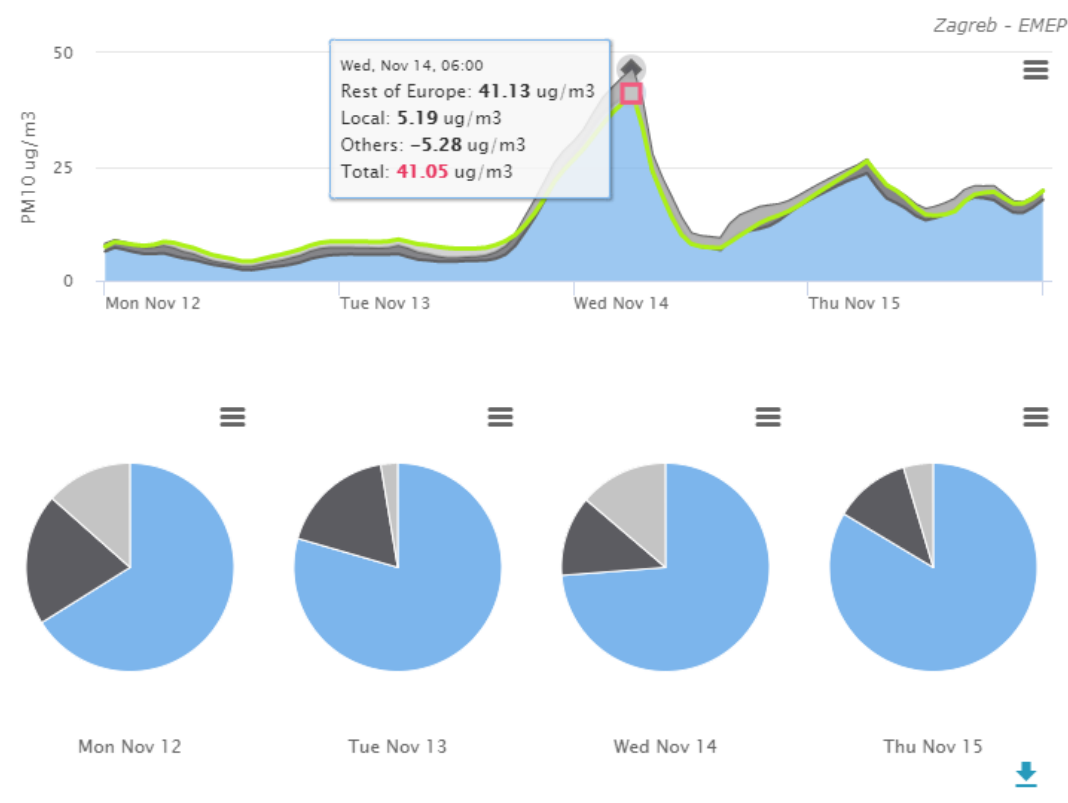 Zagreb - EMEP
50
Wed, Nov 14, 06:00
Rest of Europe: 41.13 ug/m3
Local: 5.19 ug/m3
Others: −5.28 ug/m3
Total: 41.05 ug/m3
25
0
PM10 ug/m3
Mon Nov 12 Tue Nov 13 Wed Nov 14 Thu Nov 15
Mon Nov 12 Tue Nov 13 Wed Nov 14 Thu Nov 15